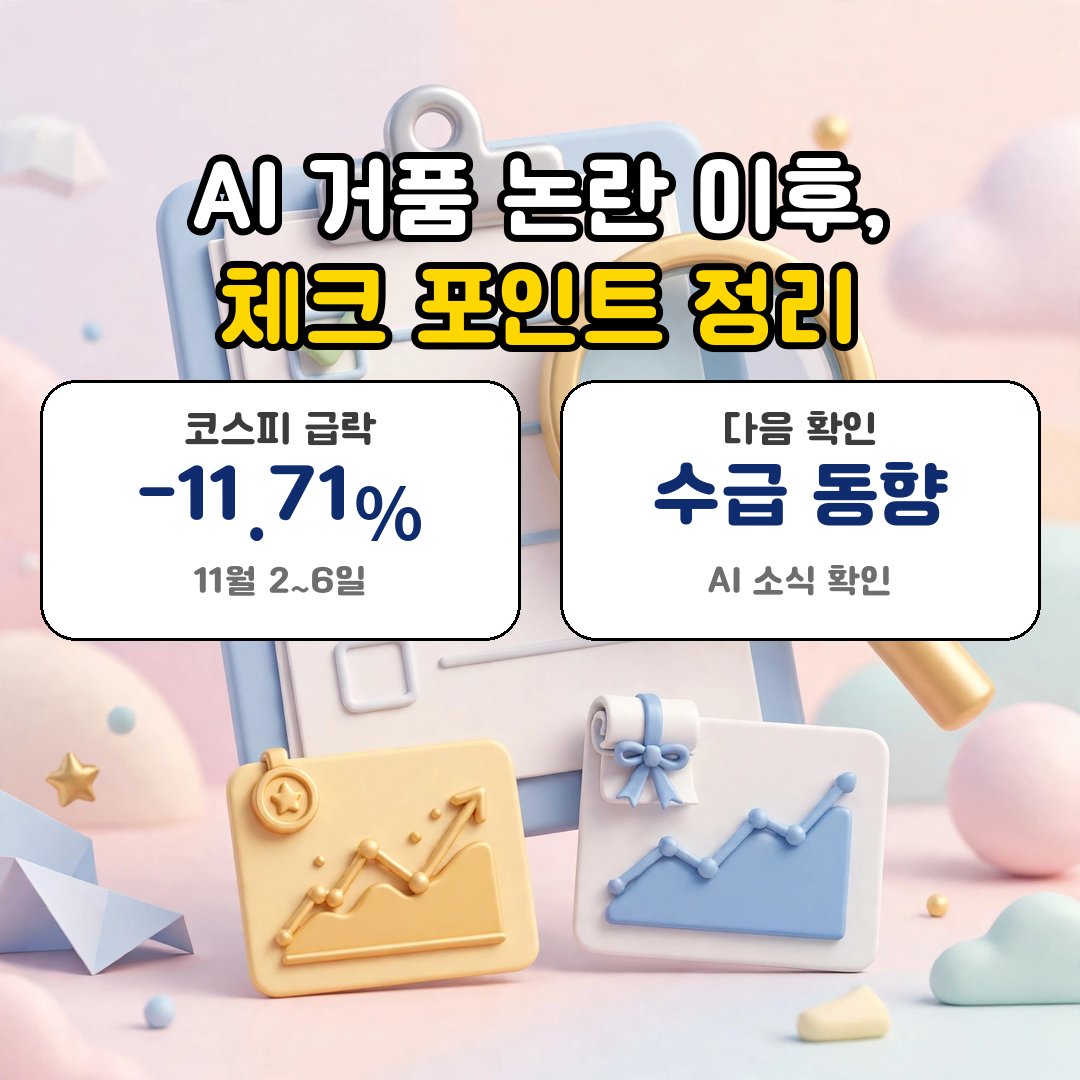 AI 거품 논란 이후,
체크 포인트 정리
코스피 급락
-11.71%
11월 2~6일
다음 확인
수급 동향
AI 소식 확인